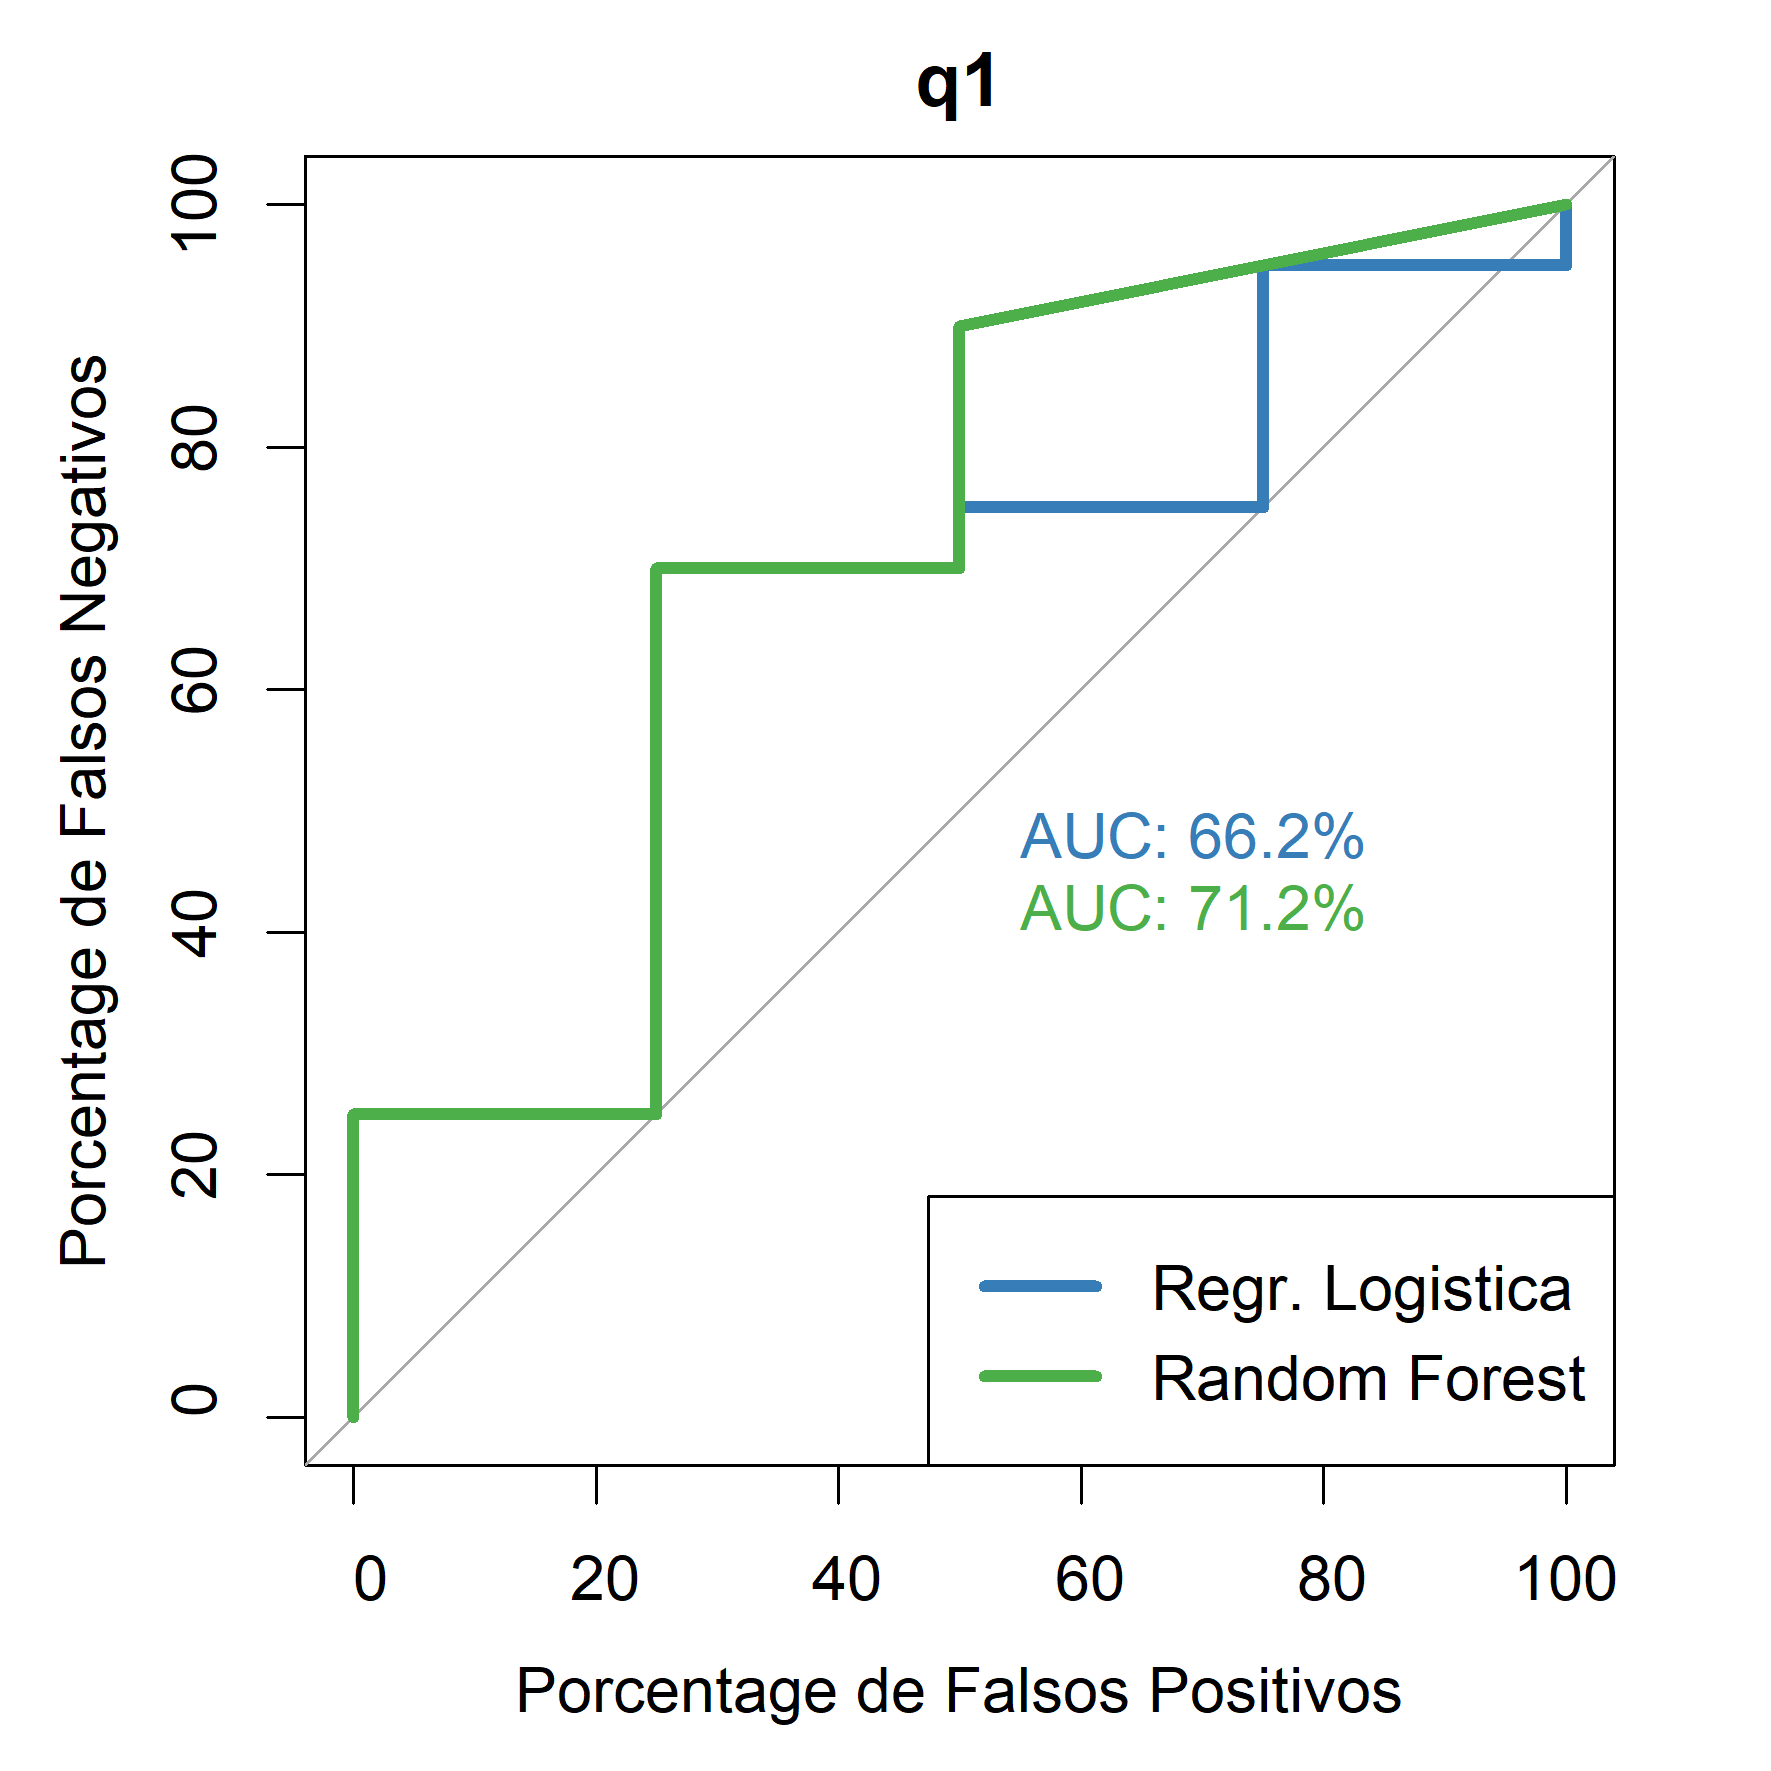 q1
Porcentage de Falsos Negativos
100
80
60
40
20
0
AUC: 66.2%
AUC: 71.2%
Regr. Logistica
Random Forest
0 20 40 60 80 100
Porcentage de Falsos Positivos